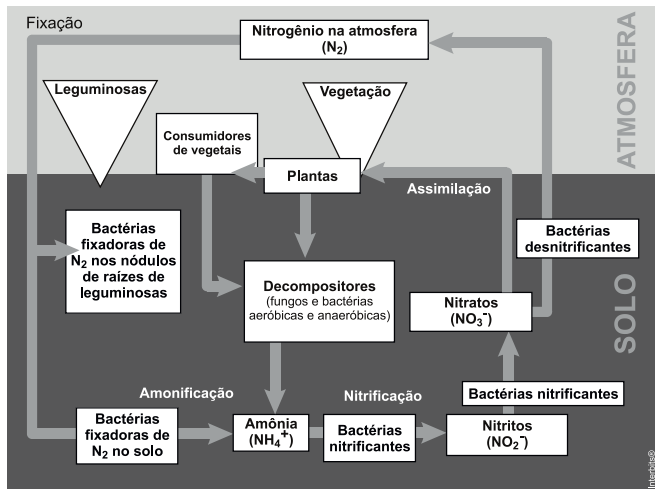 Fixação
Nitrogênio na atmosfera
(N₂)
ATMOSFERA
Leguminosas
Vegetação
Consumidores
de vegetais
Plantas
Assimilação
Bactérias
fixadoras de
N₂ nos nódulos
de raízes de
leguminosas
Bactérias
desnitrificantes
Decompositores
(fungos e bactérias
aeróbicas e anaeróbicas)
Nitratos
(NO₃⁻)
SOLO
Amonificação
Nitrificação
Bactérias nitrificantes
Bactérias
fixadoras de
N₂ no solo
Amônia
(NH₄⁺)
Bactérias
nitrificantes
Nitritos
(NO₂⁻)
Interbits®